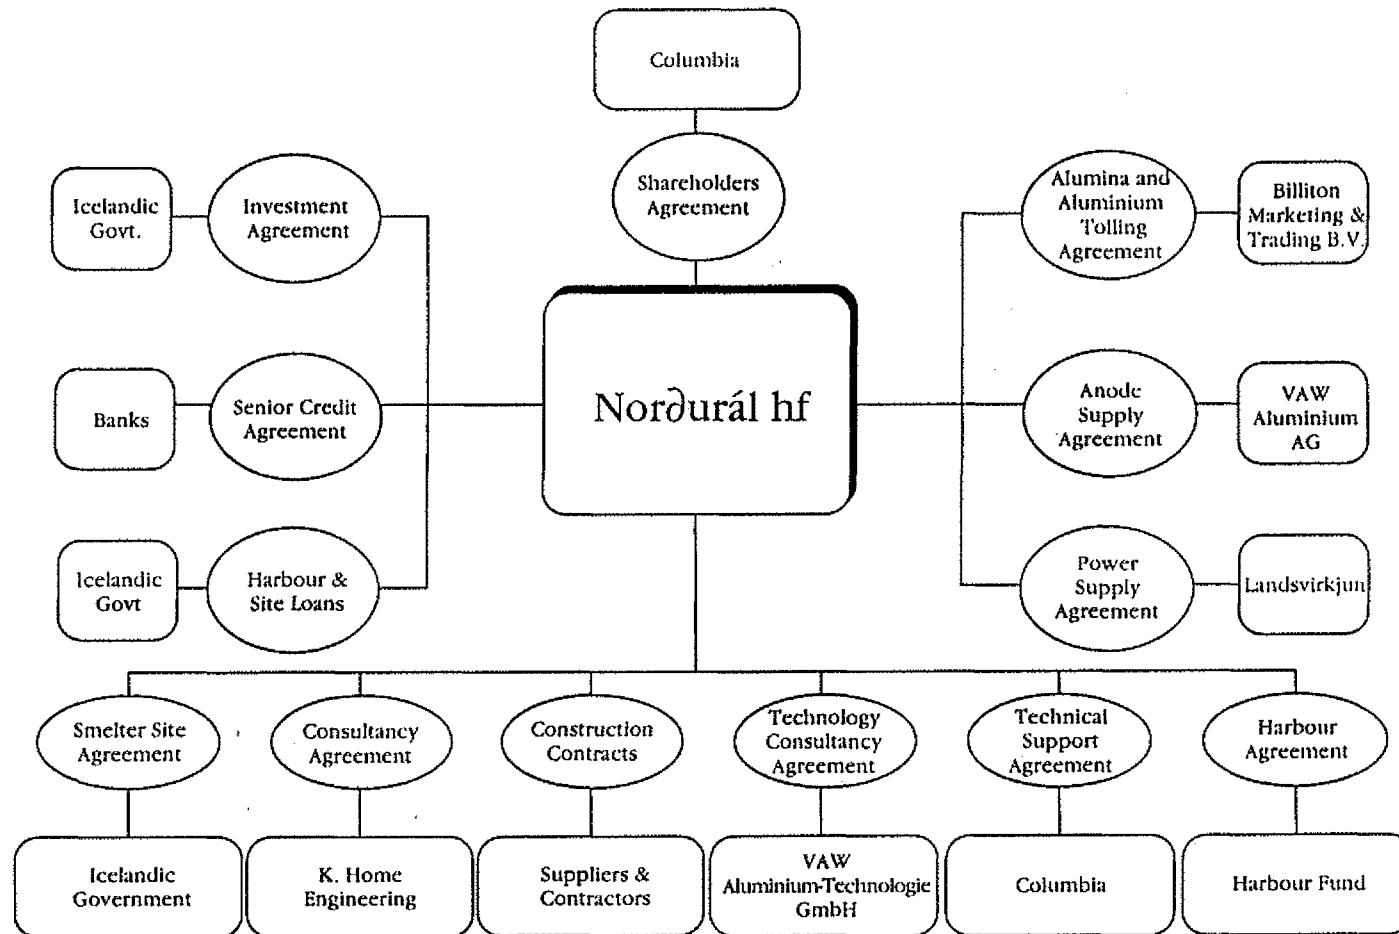 Columbia
Shareholders
Agreement
Icelandic
Govt.
Investment
Agreement
Alumina and
Aluminium
Tolling
Agreement
Billiton
Marketing &
Trading B.V.
Nor∂urál hf
Banks
Senior Credit
Agreement
Anode
Supply
Agreement
VAW
Aluminium
AG
Icelandic
Govt
Harbour &
Site Loans
Power
Supply
Agreement
Landsvirkjun
Smelter Site
Agreement
Consultancy
Agreement
Construction
Contracts
Technology
Consultancy
Agreement
Technical
Support
Agreement
Harbour
Agreement
Icelandic
Government
K. Home
Engineering
Suppliers &
Contractors
VAW
Aluminium-Technologie
GmbH
Columbia
Harbour Fund